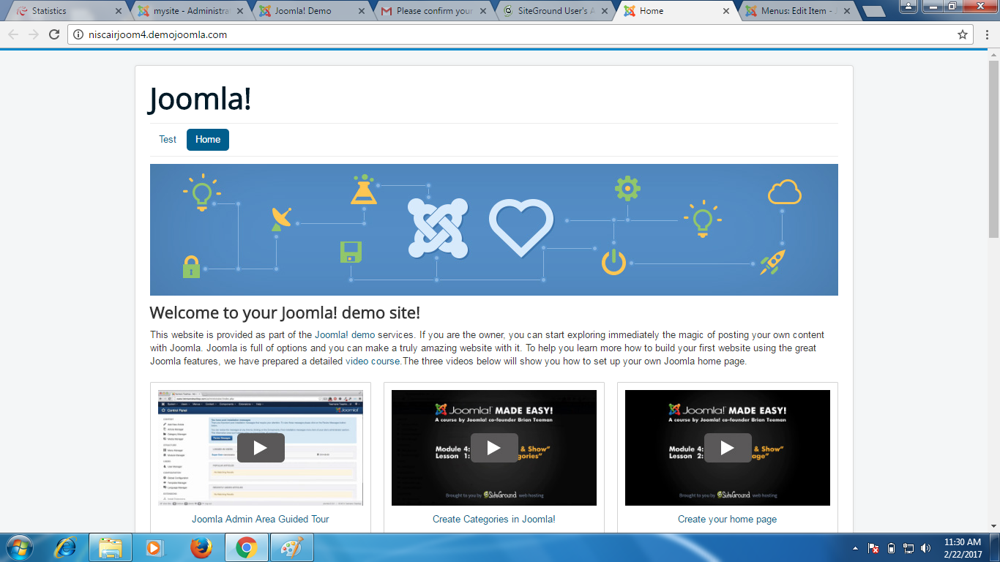 Statistics
mysite - Administra
Joomla! Demo
Please confirm your
SiteGround User's A
Home
Menus: Edit Item - J
niscairjoom4.demojoomla.com
Joomla!
Test
Home
Welcome to your Joomla! demo site!
This website is provided as part of the Joomla! demo services. If you are the owner, you can start exploring immediately the magic of posting your own content
with Joomla. Joomla is full of options and you can make a truly amazing website with it. To help you learn more how to build your first website using the great
Joomla features, we have prepared a detailed video course.The three videos below will show you how to set up your own Joomla home page.
Control Panel
Joomla!
Joomla! MADE EASY!
A course by Joomla! co-founder Brian Teeman
Module 4: & Show"
Lesson 1: gories"
Brought to you by SiteGround web hosting
Joomla! MADE EASY!
A course by Joomla! co-founder Brian Teeman
Module 4: & Show"
Lesson 2: age"
Brought to you by SiteGround web hosting
Joomla Admin Area Guided Tour
Create Categories in Joomla!
Create your home page
11:30 AM
2/22/2017